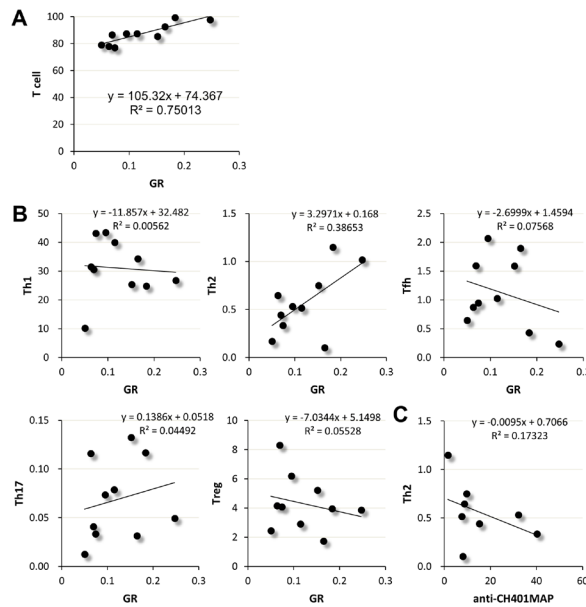 A
100
80
60
40
20
0
T cell
y = 105.32x + 74.367
R² = 0.75013
0 0.1 0.2 0.3
GR
B
y = -11.857x + 32.482
R² = 0.00562
50
40
30
20
10
0
Th1
0 0.1 0.2 0.3
GR
y = 3.2971x + 0.168
R² = 0.38653
1.5
1.0
0.5
0.0
Th2
0 0.1 0.2 0.3
GR
y = -2.6999x + 1.4594
R² = 0.07568
2.5
2.0
1.5
1.0
0.5
0.0
Tfh
0 0.1 0.2 0.3
GR
y = 0.1386x + 0.0518
R² = 0.04492
0.17
0.15
0.10
0.05
0.00
Th17
0 0.1 0.2 0.3
GR
y = -7.0344x + 5.1498
R² = 0.05528
10
8
6
4
2
0
Treg
0 0.1 0.2 0.3
GR
C
y = -0.0095x + 0.7066
R² = 0.17323
1.5
1.0
0.5
0.0
Th2
0 20 40 60
anti-CH401MAP